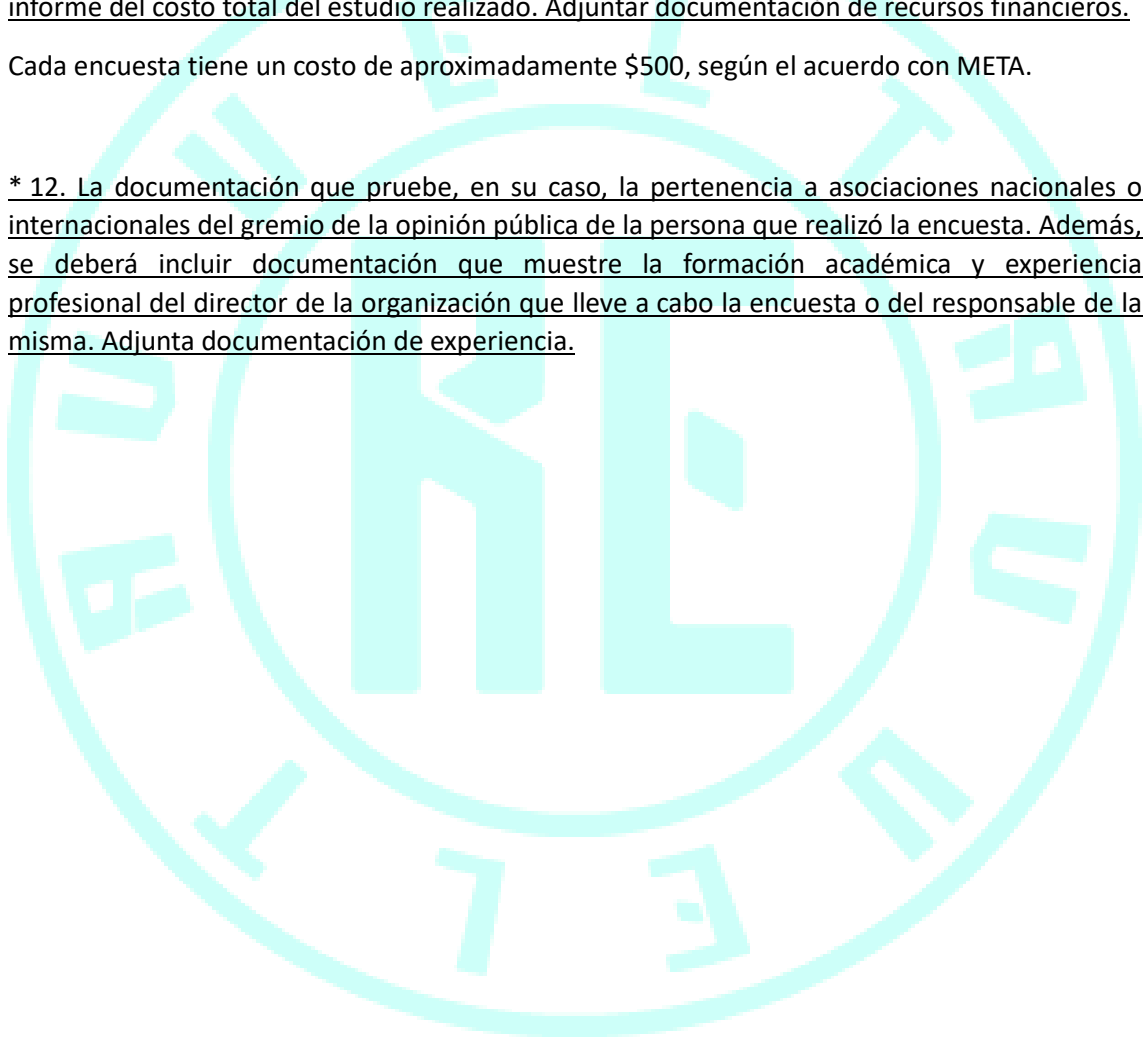 informe del costo total del estudio realizado. Adjuntar documentación de recursos financieros.
Cada encuesta tiene un costo de aproximadamente $500, según el acuerdo con META.
* 12. La documentación que pruebe, en su caso, la pertenencia a asociaciones nacionales o
internacionales del gremio de la opinión pública de la persona que realizó la encuesta. Además,
se deberá incluir documentación que muestre la formación académica y experiencia
profesional del director de la organización que lleve a cabo la encuesta o del responsable de la
misma. Adjunta documentación de experiencia.
RE